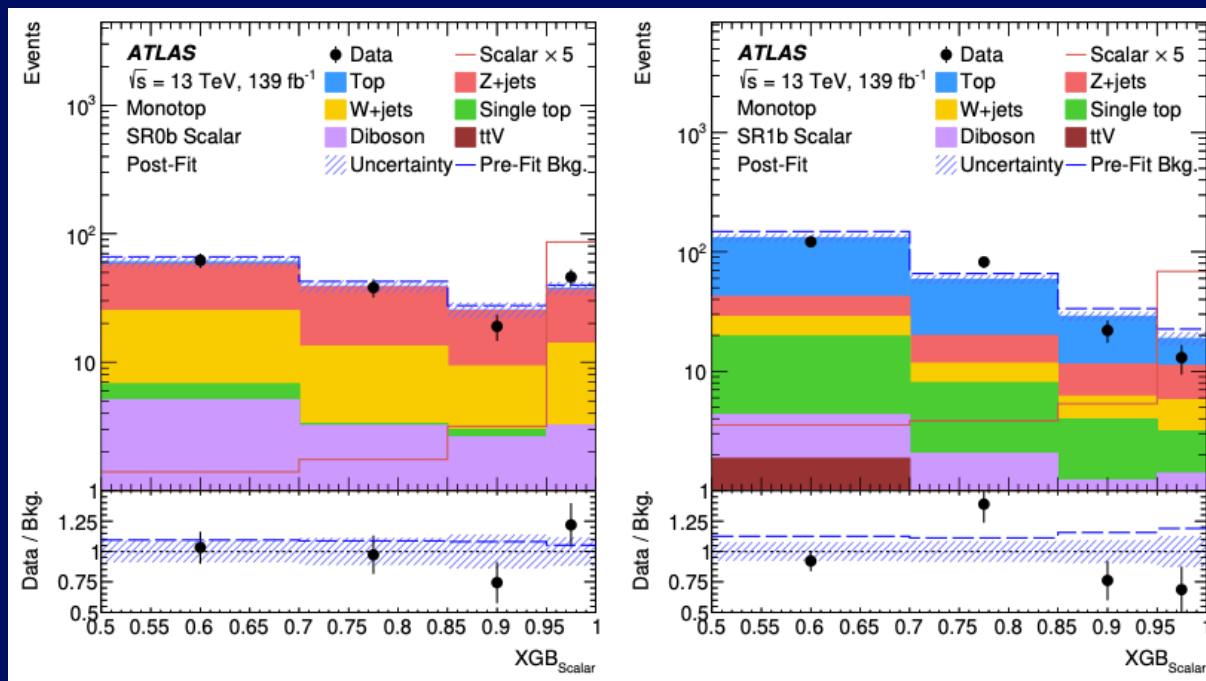 Events
10³
10²
10
1
ATLAS
√s = 13 TeV, 139 fb⁻¹
Monotop
SR0b Scalar
Post-Fit
Data
Scalar × 5
Top
Z+jets
W+jets
Single top
Diboson
ttV
Uncertainty
Pre-Fit Bkg.
Data / Bkg.
1
1.25
1
0.75
0.5
0.5 0.55 0.6 0.65 0.7 0.75 0.8 0.85 0.9 0.95 1
XGB_Scalar
Events
10³
10²
10
1
ATLAS
√s = 13 TeV, 139 fb⁻¹
Monotop
SR1b Scalar
Post-Fit
Data
Scalar × 5
Top
Z+jets
W+jets
Single top
Diboson
ttV
Uncertainty
Pre-Fit Bkg.
Data / Bkg.
1
1.25
1
0.75
0.5
0.5 0.55 0.6 0.65 0.7 0.75 0.8 0.85 0.9 0.95 1
XGB_Scalar